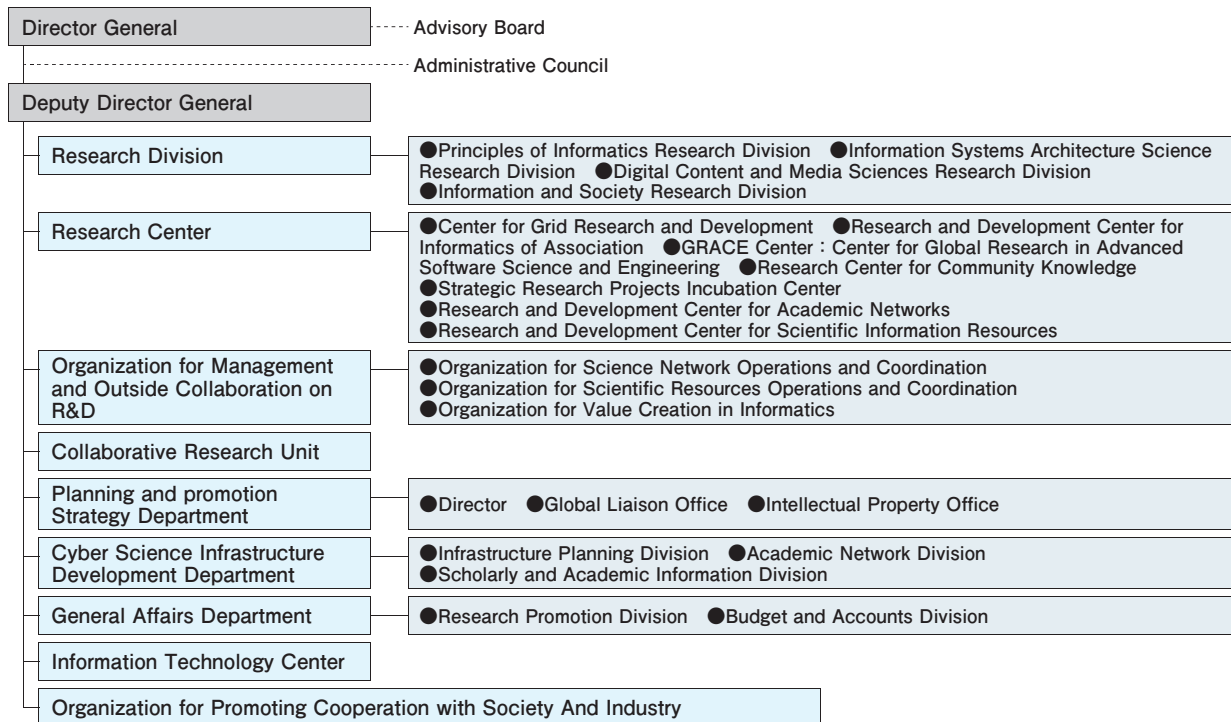 Director General
Advisory Board
Administrative Council
Deputy Director General
Research Division
●Principles of Informatics Research Division ●Information Systems Architecture Science
Research Division ●Digital Content and Media Sciences Research Division
●Information and Society Research Division
Research Center
●Center for Grid Research and Development ●Research and Development Center for
Informatics of Association ●GRACE Center：Center for Global Research in Advanced
Software Science and Engineering ●Research Center for Community Knowledge
●Strategic Research Projects Incubation Center
●Research and Development Center for Academic Networks
●Research and Development Center for Scientific Information Resources
Organization for Management
and Outside Collaboration on
R&D
●Organization for Science Network Operations and Coordination
●Organization for Scientific Resources Operations and Coordination
●Organization for Value Creation in Informatics
Collaborative Research Unit
Planning and promotion
Strategy Department
●Director ●Global Liaison Office ●Intellectual Property Office
Cyber Science Infrastructure
Development Department
●Infrastructure Planning Division ●Academic Network Division
●Scholarly and Academic Information Division
General Affairs Department
●Research Promotion Division ●Budget and Accounts Division
Information Technology Center
Organization for Promoting Cooperation with Society And Industry